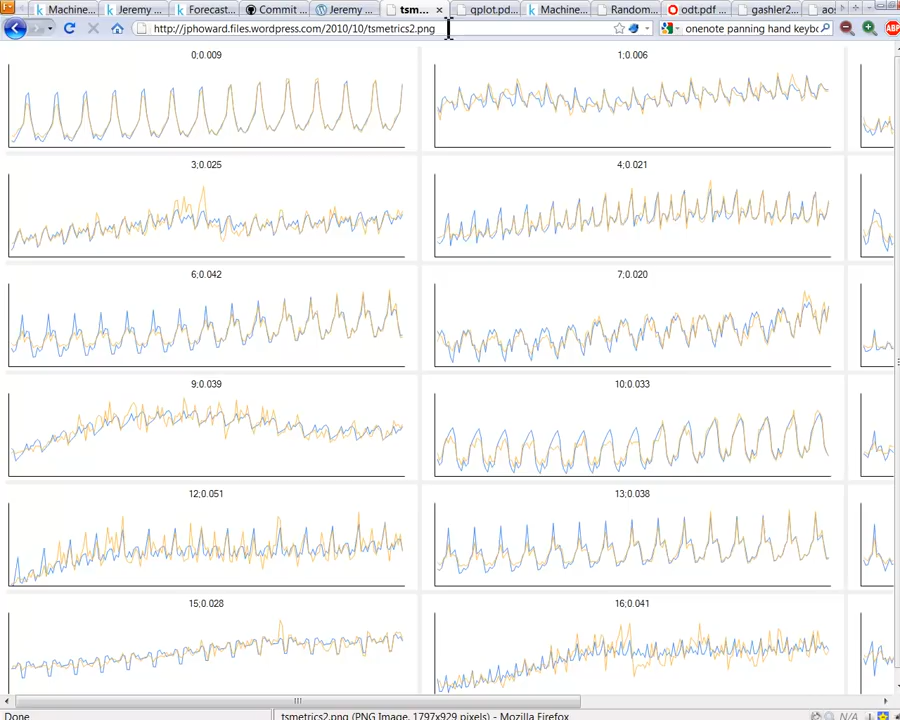 Machine...
Jeremy ...
Forecast...
Commit ...
Jeremy ...
tsm...
qplot.pd...
Machine...
Random...
odt.pdf ...
gashler2...
aos
http://jphoward.files.wordpress.com/2010/10/tsmetrics2.png
onenote panning hand keybo
ABP
0;0.009
1;0.006
3;0.025
4;0.021
6;0.042
7;0.020
9;0.039
10;0.033
12;0.051
13;0.038
15;0.028
16;0.041
Done
tsmetrics2.png (PNG Image, 1797x929 pixels) - Mozilla Firefox
N/A